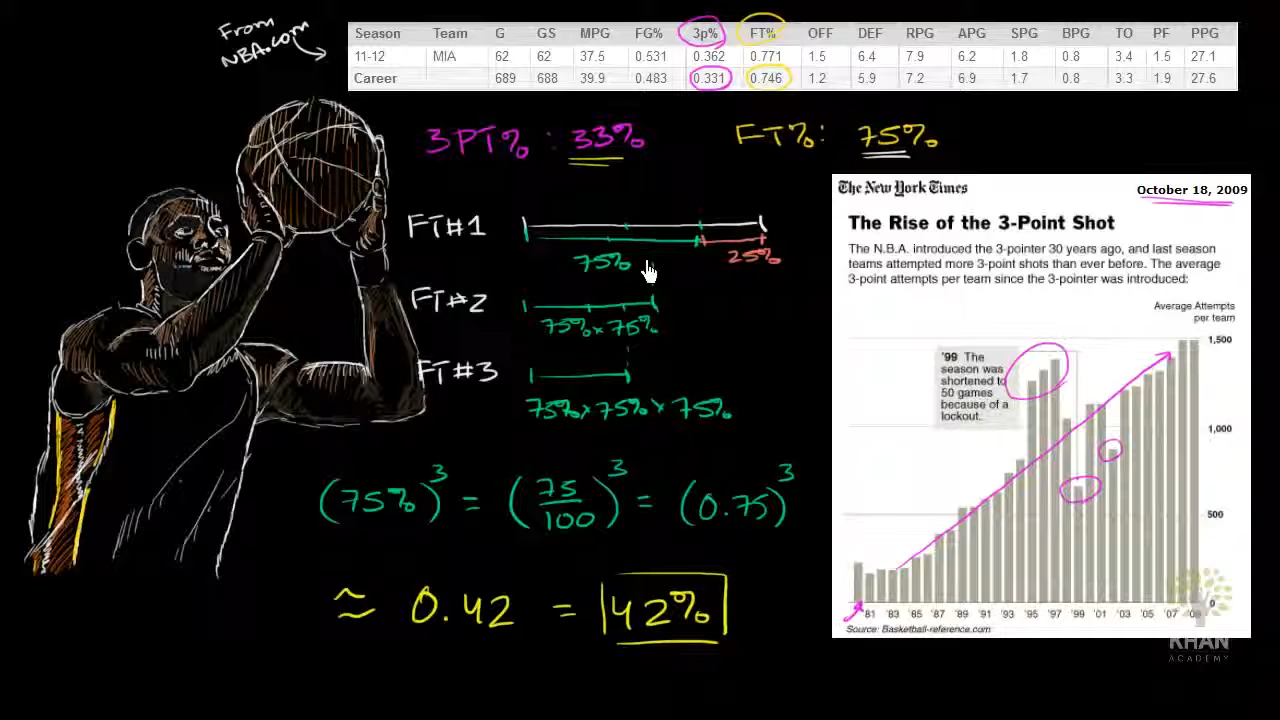 From
NBA.com
Season Team G GS MPG FG% 3p% FT% OFF DEF RPG APG SPG BPG TO PF PPG
11-12 MIA 62 62 37.5 0.531 0.362 0.771 1.5 6.4 7.9 6.2 1.8 0.8 3.4 1.5 27.1
Career 689 688 39.9 0.483 0.331 0.746 1.2 5.9 7.2 6.9 1.7 0.8 3.3 1.9 27.6
3PT% : 33%
FT%: 75%
FT#1
75% 25%
FT#2
75% x 75%
FT#3
75% x 75% x 75%
(75%)³ = (75/100)³ = (0.75)³
≈ 0.42 = 42%
The New York Times
October 18, 2009
The Rise of the 3-Point Shot
The N.B.A. introduced the 3-pointer 30 years ago, and last season
teams attempted more 3-point shots than ever before. The average
3-point attempts per team since the 3-pointer was introduced:
Average Attempts
per team
1,500
'99 The
season was
shortened to
50 games
because of a
lockout.
1,000
500
0
'81 '83 '85 '87 '89 '91 '93 '95 '97 '99 '01 '03 '05 '07 '09
Source: Basketball-reference.com
KHAN
ACADEMY